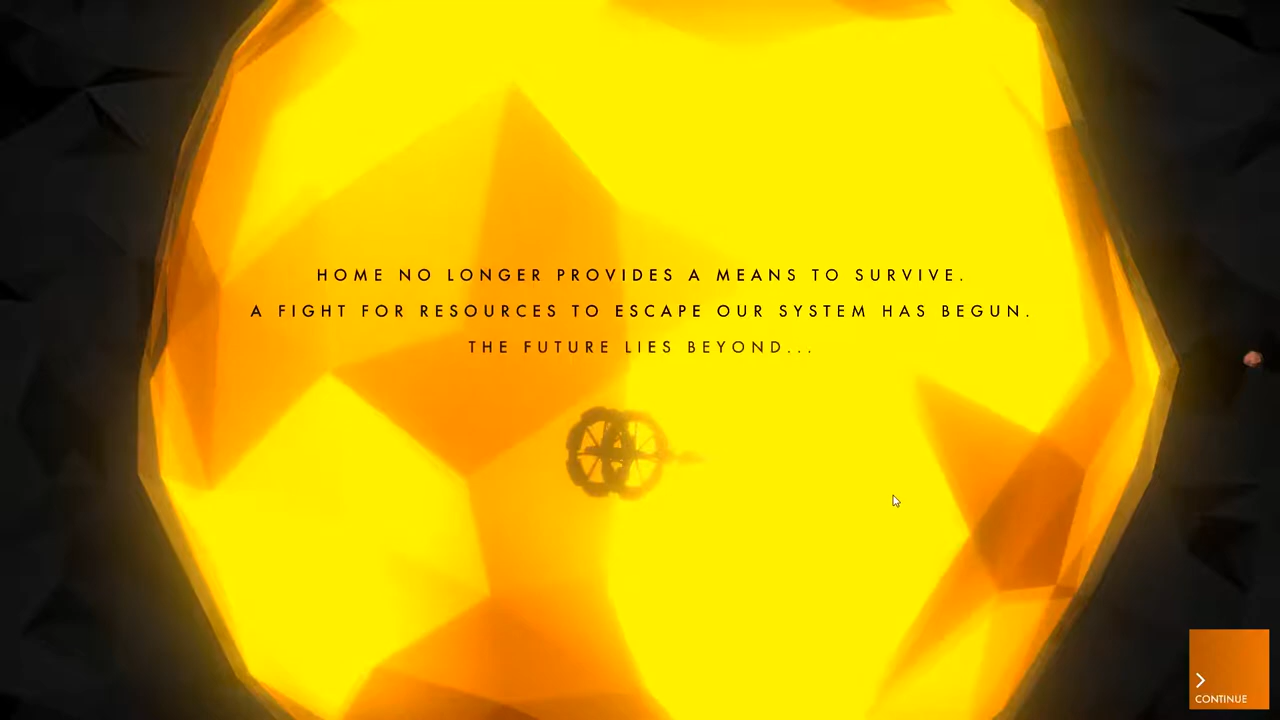 HOME NO LONGER PROVIDES A MEANS TO SURVIVE.
A FIGHT FOR RESOURCES TO ESCAPE OUR SYSTEM HAS BEGUN.
THE FUTURE LIES BEYOND...
CONTINUE